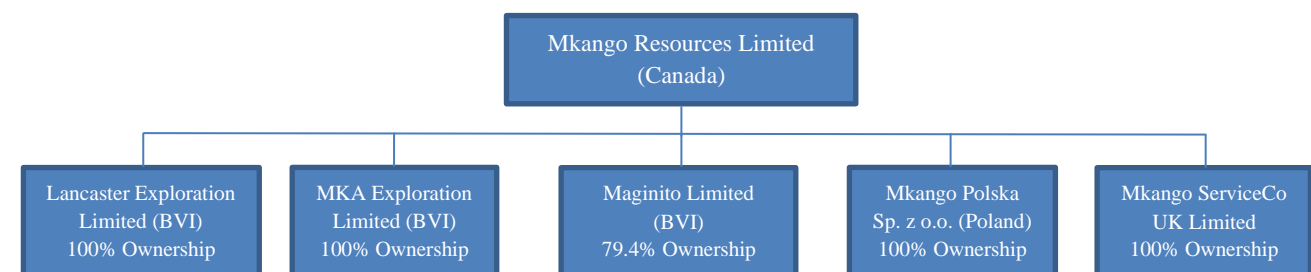 Mkango Resources Limited
(Canada)
Lancaster Exploration
Limited (BVI)
100% Ownership
MKA Exploration
Limited (BVI)
100% Ownership
Maginito Limited
(BVI)
79.4% Ownership
Mkango Polska
Sp. z o.o. (Poland)
100% Ownership
Mkango ServiceCo
UK Limited
100% Ownership